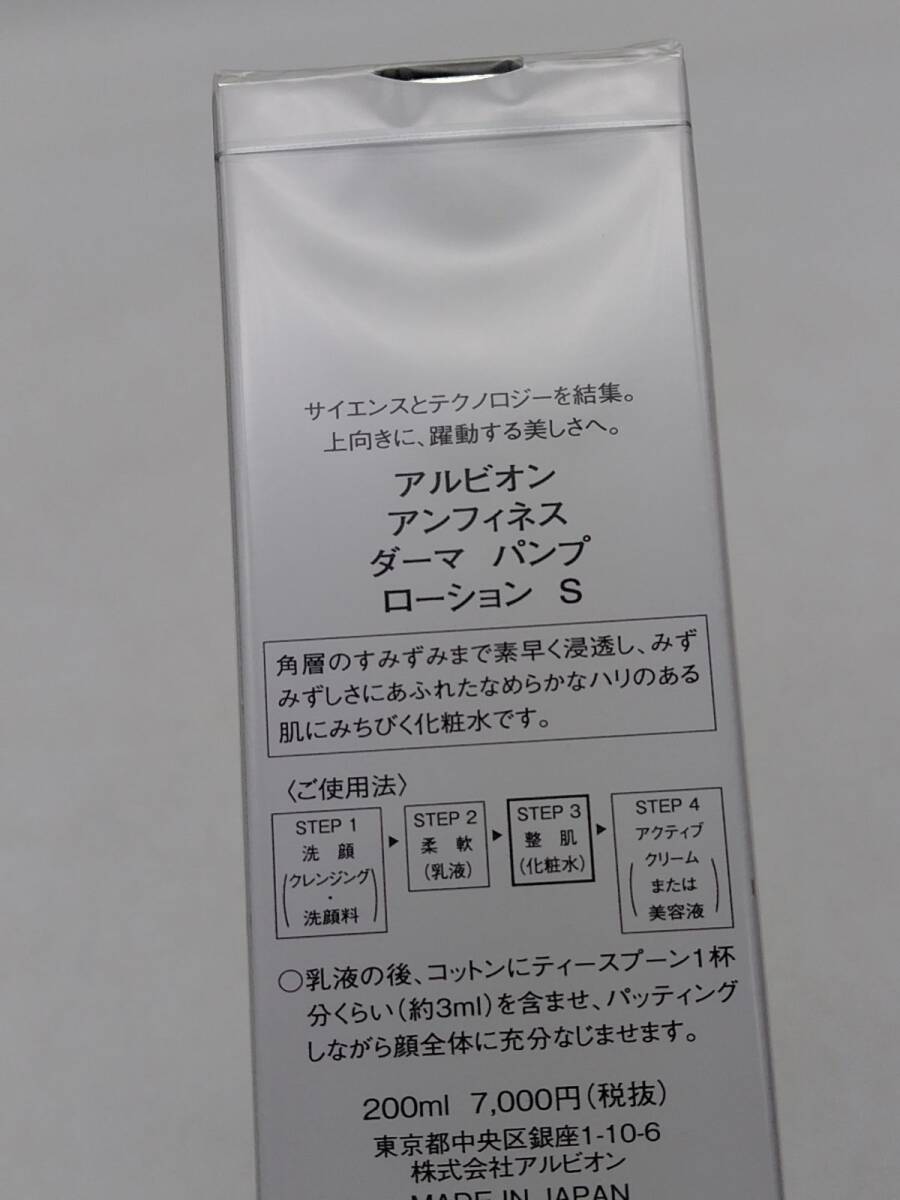 サイエンスとテクノロジーを結集。
上向きに、躍動する美しさへ。
アルビオン
アンフィネス
ダーマ パンプ
ローション S
角層のすみずみまで素早く浸透し、みず
みずしさにあふれたなめらかなハリのある
肌にみちびく化粧水です。
〈ご使用法〉
STEP 1
洗 顔
(クレンジング
・
洗顔料)
▶
STEP 2
柔 軟
(乳液)
▶
STEP 3
整 肌
(化粧水)
▶
STEP 4
アクティブ
(クリーム
または
美容液)
○乳液の後、コットンにティースプーン1杯
分くらい(約3ml)を含ませ、パッティング
しながら顔全体に充分なじませます。
200ml 7,000円(税抜)
東京都中央区銀座1-10-6
株式会社アルビオン
MADE IN JAPAN